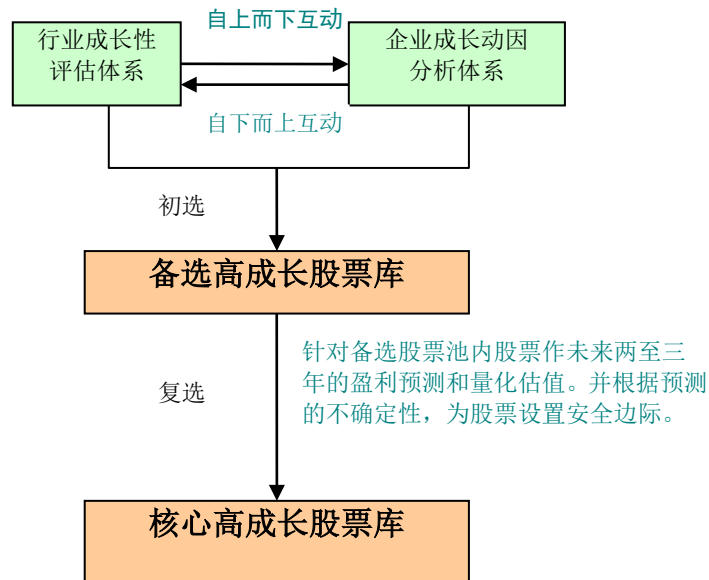 自上而下互动
行业成长性
评估体系
企业成长动因
分析体系
自下而上互动
初选
备选高成长股票库
针对备选股票池内股票作未来两至三
年的盈利预测和量化估值。并根据预测
的不确定性，为股票设置安全边际。
复选
核心高成长股票库